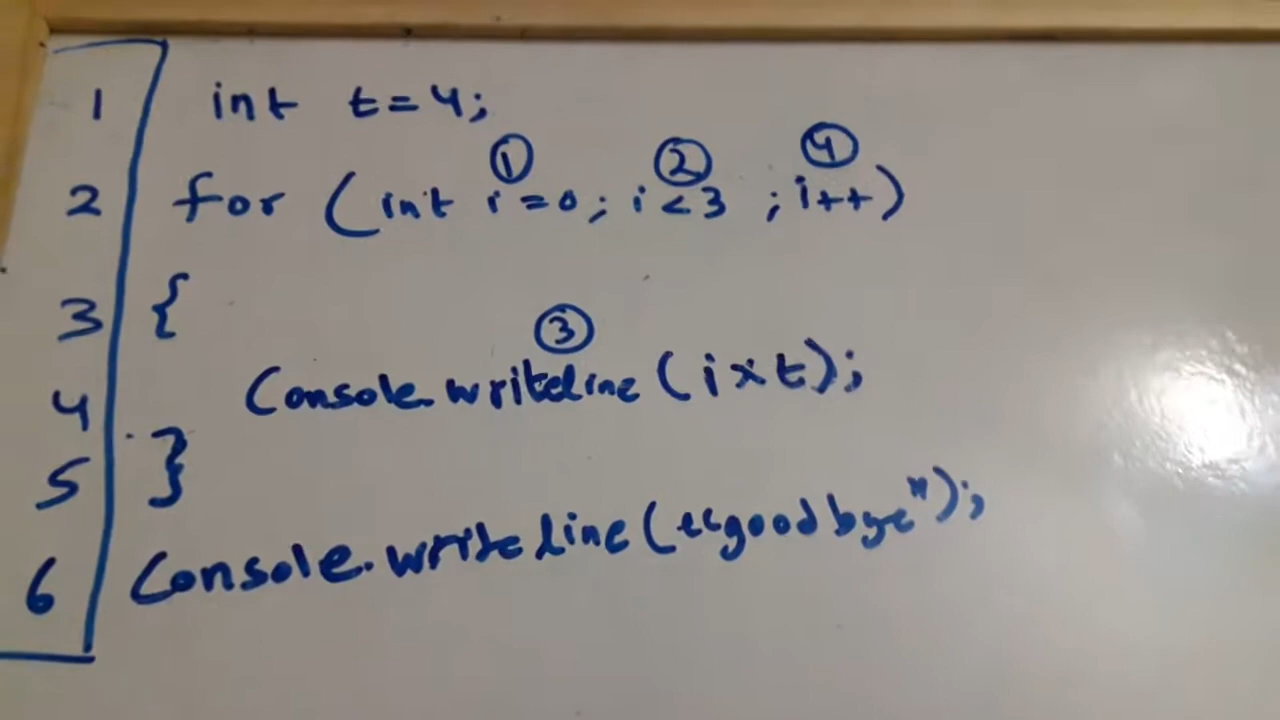 1 int t=4;
① ② ④
2 for (int i=0; i<3 ; i++)
3 {
③
4 Console.writeline (i×t);
5 }
6 Console.writeline (“goodbye”);